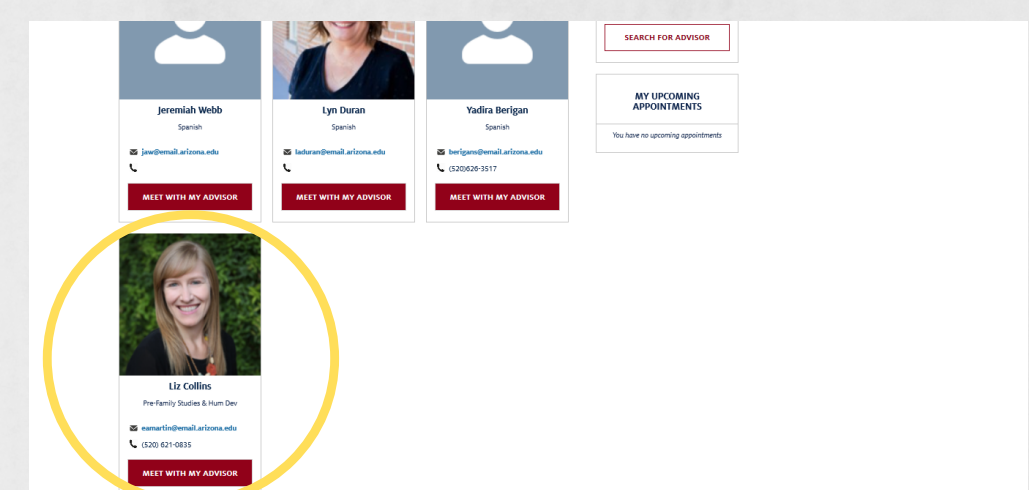 Jeremiah Webb
Spanish
jaw@email.arizona.edu
MEET WITH MY ADVISOR
Lyn Duran
Spanish
laduran@email.arizona.edu
MEET WITH MY ADVISOR
Yadira Berigan
Spanish
berigans@email.arizona.edu
(520)626-3517
MEET WITH MY ADVISOR
SEARCH FOR ADVISOR
MY UPCOMING
APPOINTMENTS
You have no upcoming appointments
Liz Collins
Pre-Family Studies & Hum Dev
eamartin@email.arizona.edu
(520) 621-0835
MEET WITH MY ADVISOR